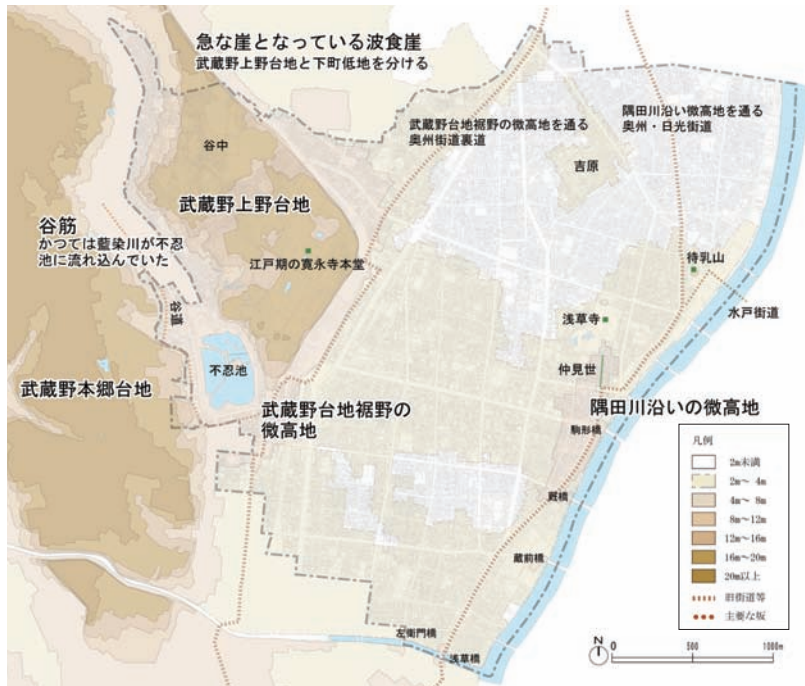 急な崖となっている波食崖
武蔵野上野台地と下町低地を分ける
武蔵野台地裾野の微高地を通る
奥州街道裏道
隅田川沿い微高地を通る
奥州・日光街道
谷中
吉原
武蔵野上野台地
谷筋
かつては藍染川が不忍
池に流れ込んでいた
江戸期の寛永寺本堂
待乳山
水戸街道
谷道
浅草寺
不忍池
仲見世
武蔵野本郷台地
武蔵野台地裾野の
微高地
隅田川沿いの微高地
駒形橋
厩橋
蔵前橋
左衛門橋
浅草橋
凡例
2m未満
2m～4m
4m～8m
8m～12m
12m～16m
16m～20m
20m以上
旧街道等
主要な坂
N
0 500 1000m